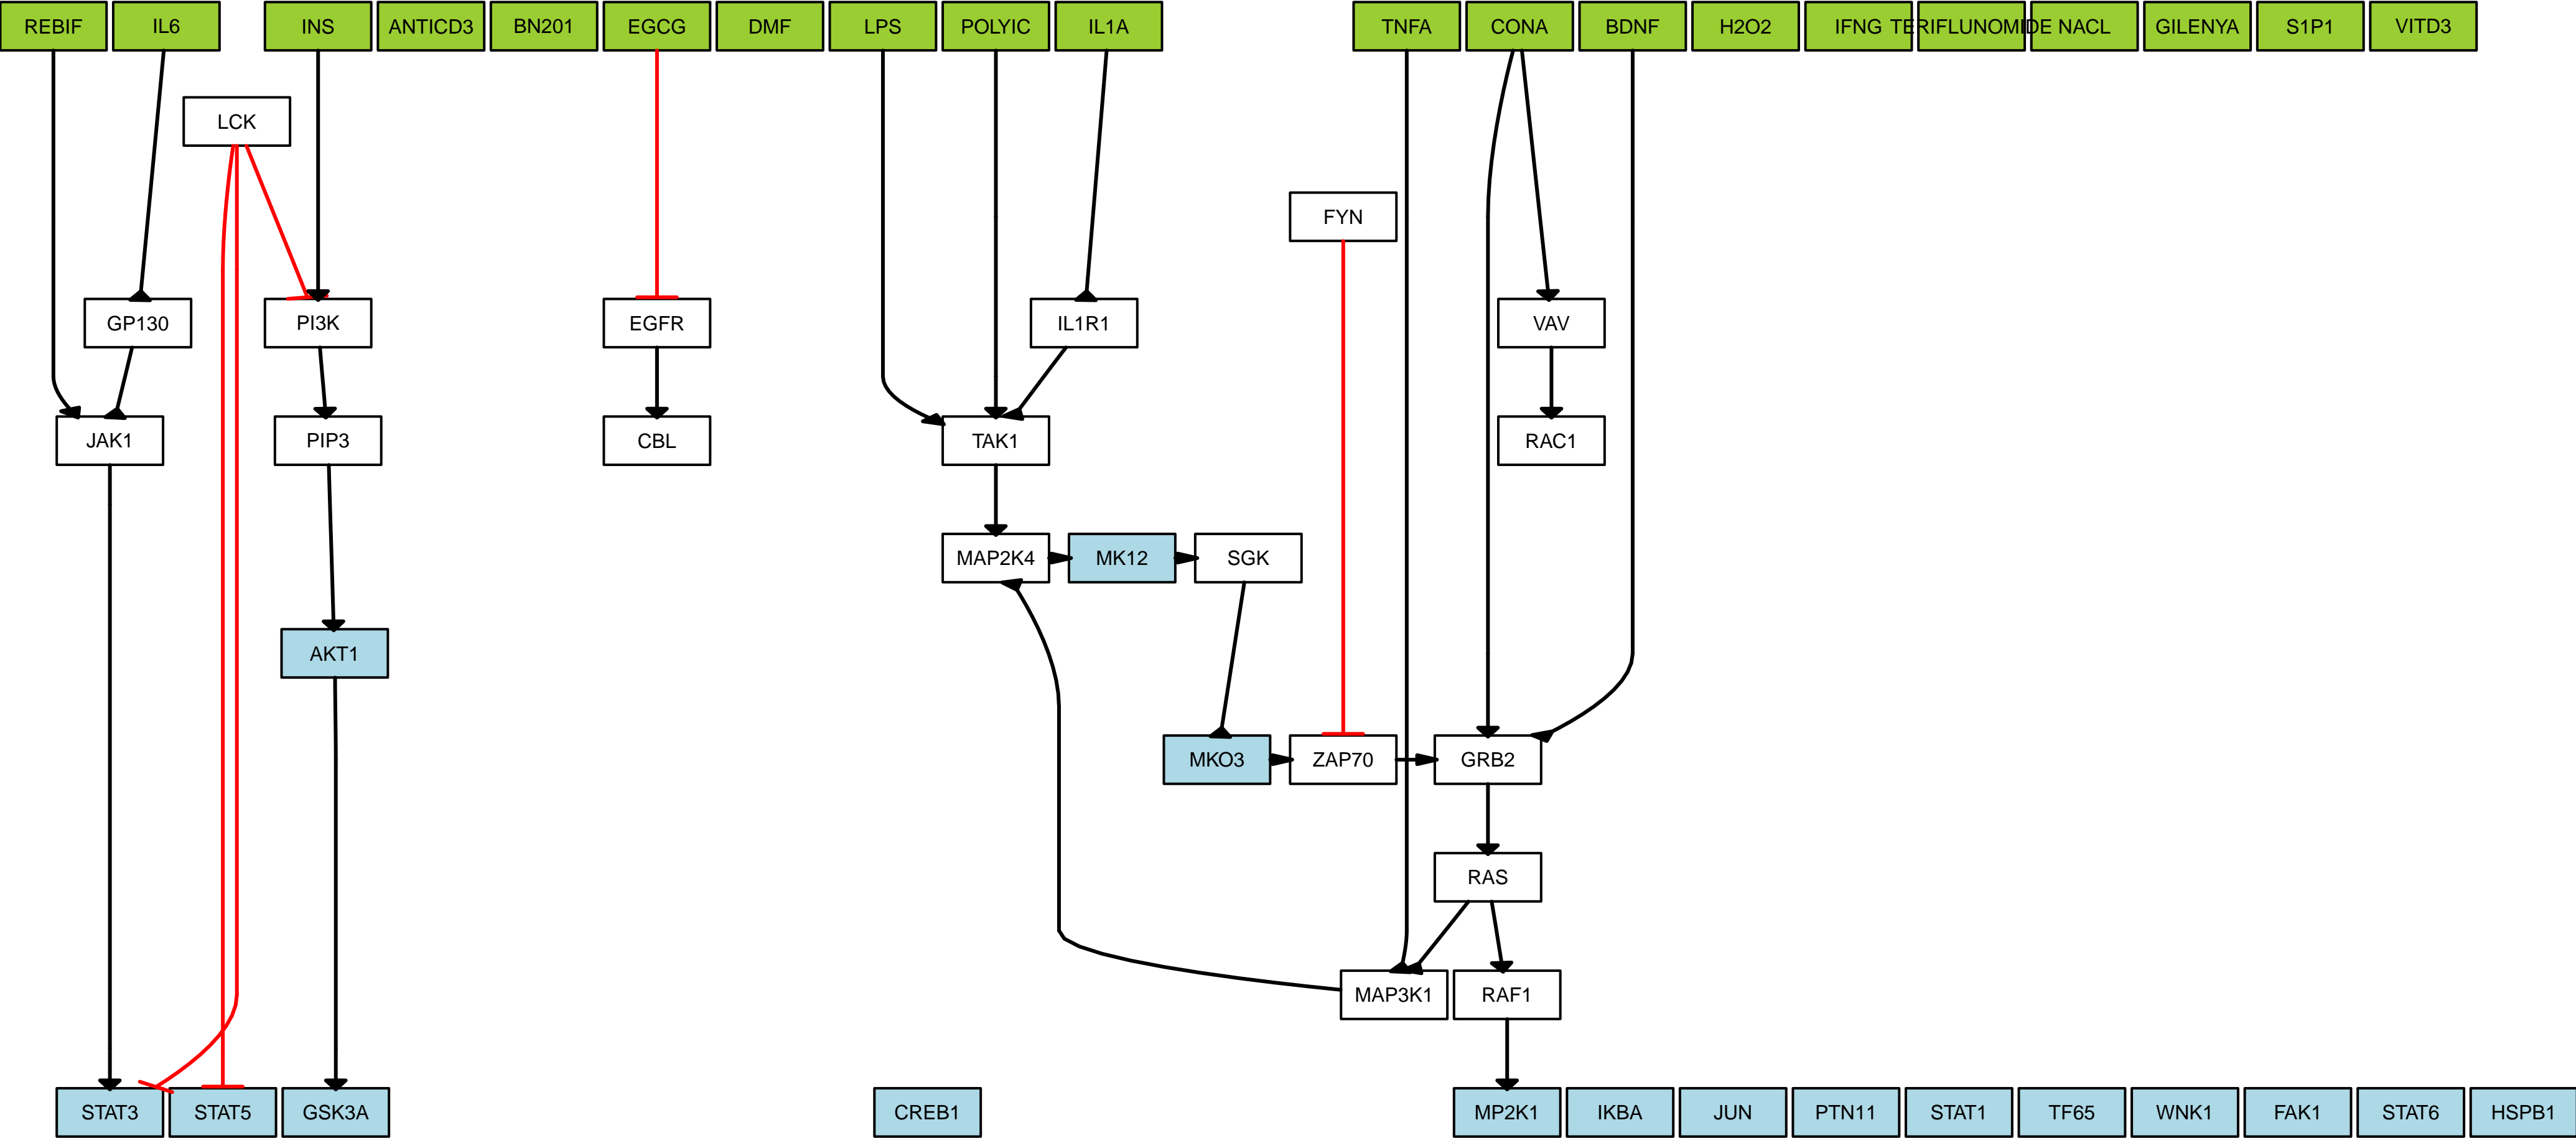 REBIF
IL6
INS
ANTICD3
BN201
EGCG
DMF
LPS
POLYIC
IL1A
TNFA
CONA
BDNF
H2O2
IFNG
TERIFLUNOMIDE
NACL
GILENYA
S1P1
VITD3
LCK
FYN
GP130
PI3K
EGFR
IL1R1
VAV
JAK1
PIP3
CBL
TAK1
RAC1
MAP2K4
MK12
SGK
AKT1
MKO3
ZAP70
GRB2
RAS
MAP3K1
RAF1
STAT3
STAT5
GSK3A
CREB1
MP2K1
IKBA
JUN
PTN11
STAT1
TF65
WNK1
FAK1
STAT6
HSPB1